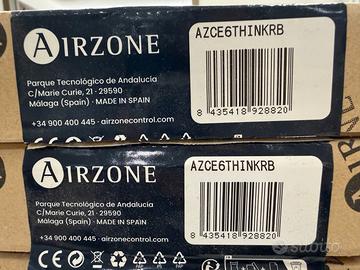 AIRZONE
Parque Tecnológico de Andalucía
C/Marie Curie, 21 - 29590
Málaga (Spain) · MADE IN SPAIN
+34 900 400 445 · airzonecontrol.com
AZCE6THINKRB
8 435418 928820
AIRZONE
Parque Tecnológico de Andalucía
C/Marie Curie, 21 - 29590
Málaga (Spain) · MADE IN SPAIN
+34 900 400 445 · airzonecontrol.com
AZCE6THINKRB
8 435418 928820
subito